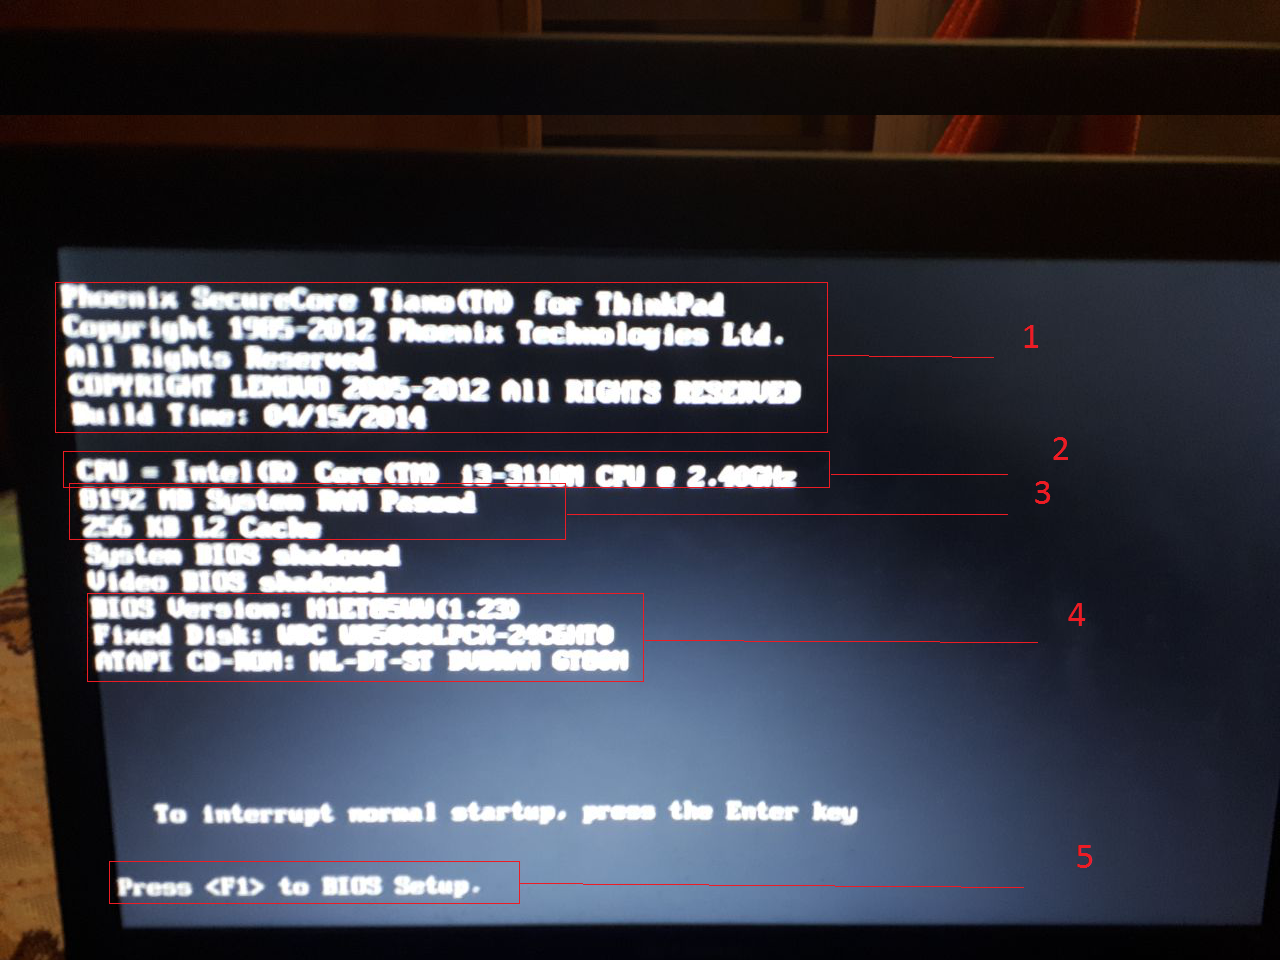 Phoenix SecureCore Tiano(TM) for ThinkPad
Copyright 1985-2012 Phoenix Technologies Ltd.
All Rights Reserved
COPYRIGHT LENOVO 2005-2012 All RIGHTS RESERVED
Build Time: 04/15/2014
1
CPU = Intel(R) Core(TM) i3-3110M CPU @ 2.40GHz
2
8192 MB System RAM Passed
256 KB L2 Cache
3
System BIOS shadowed
Video BIOS shadowed
BIOS Version: (1.23)
Fixed Disk: WDC
ATAPI CD-ROM: HL-DT-ST DVDRAM GT80N
4
To interrupt normal startup, press the Enter key
Press <F1> to BIOS Setup.
5